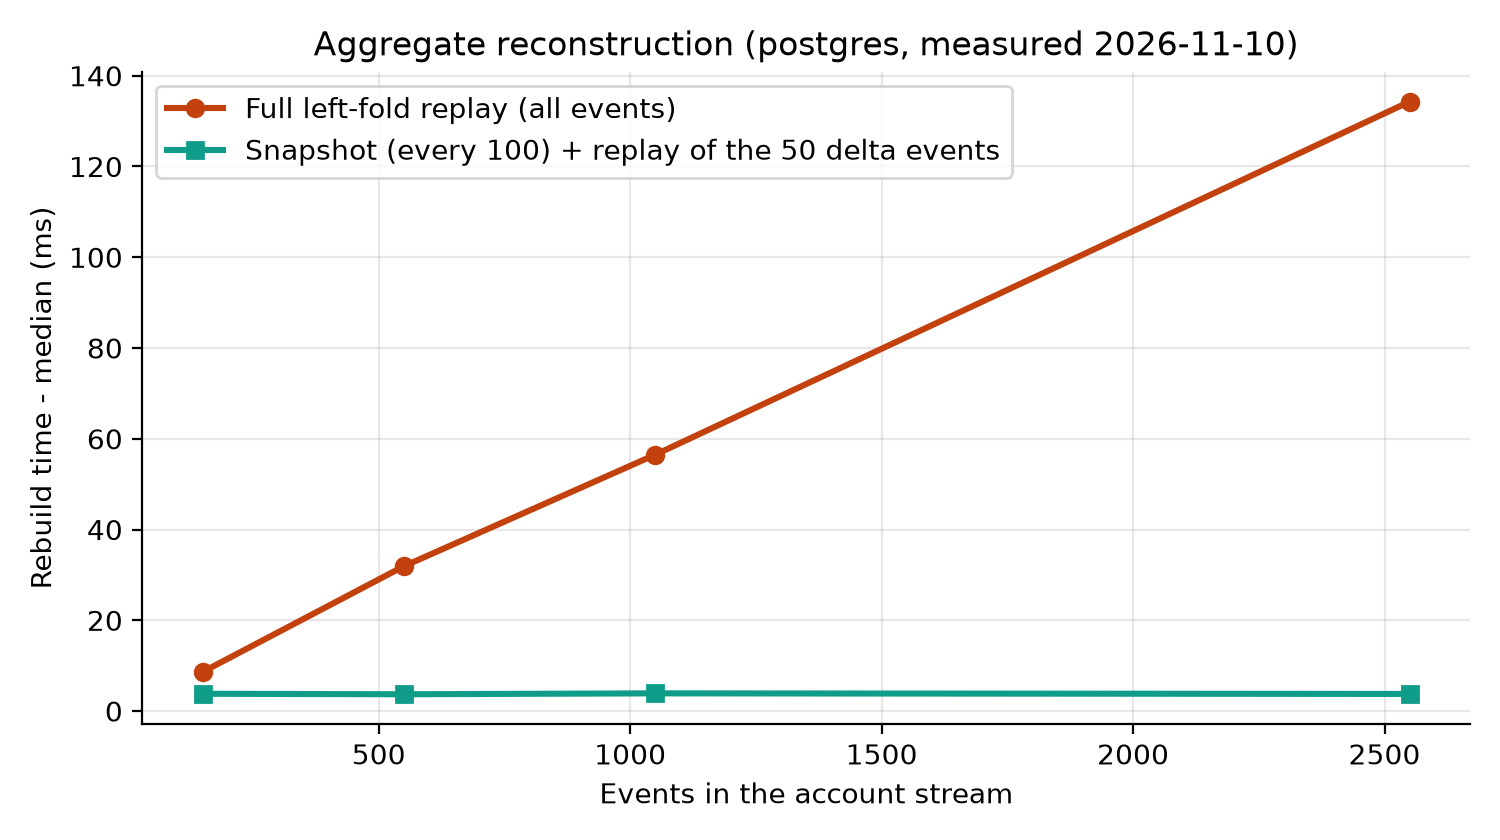 Aggregate reconstruction (postgres, measured 2026-11-10)
Full left-fold replay (all events)
Snapshot (every 100) + replay of the 50 delta events
Rebuild time - median (ms)
140
120
100
80
60
40
20
0
500
1000
1500
2000
2500
Events in the account stream